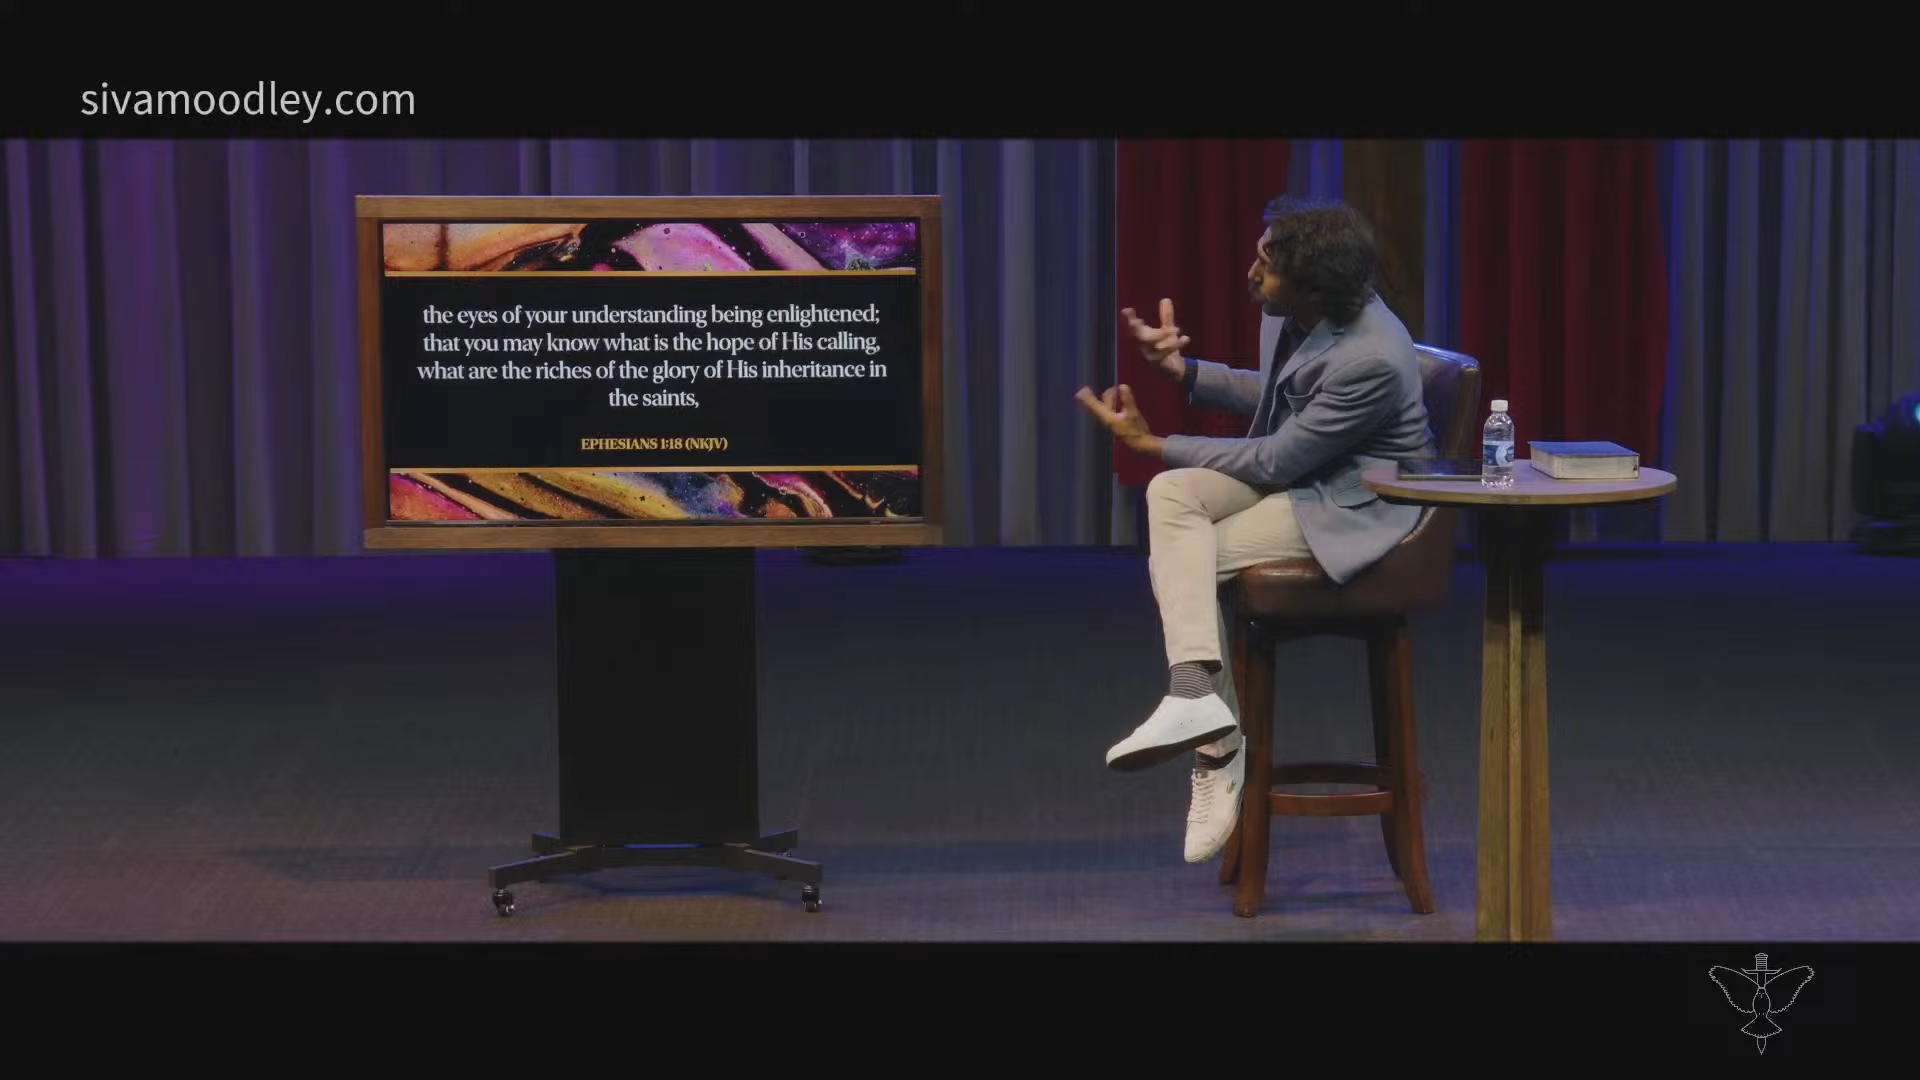 sivamoodley.com
the eyes of your understanding being enlightened;
that you may know what is the hope of His calling,
what are the riches of the glory of His inheritance in
the saints,
EPHESIANS 1:18 (NKJV)